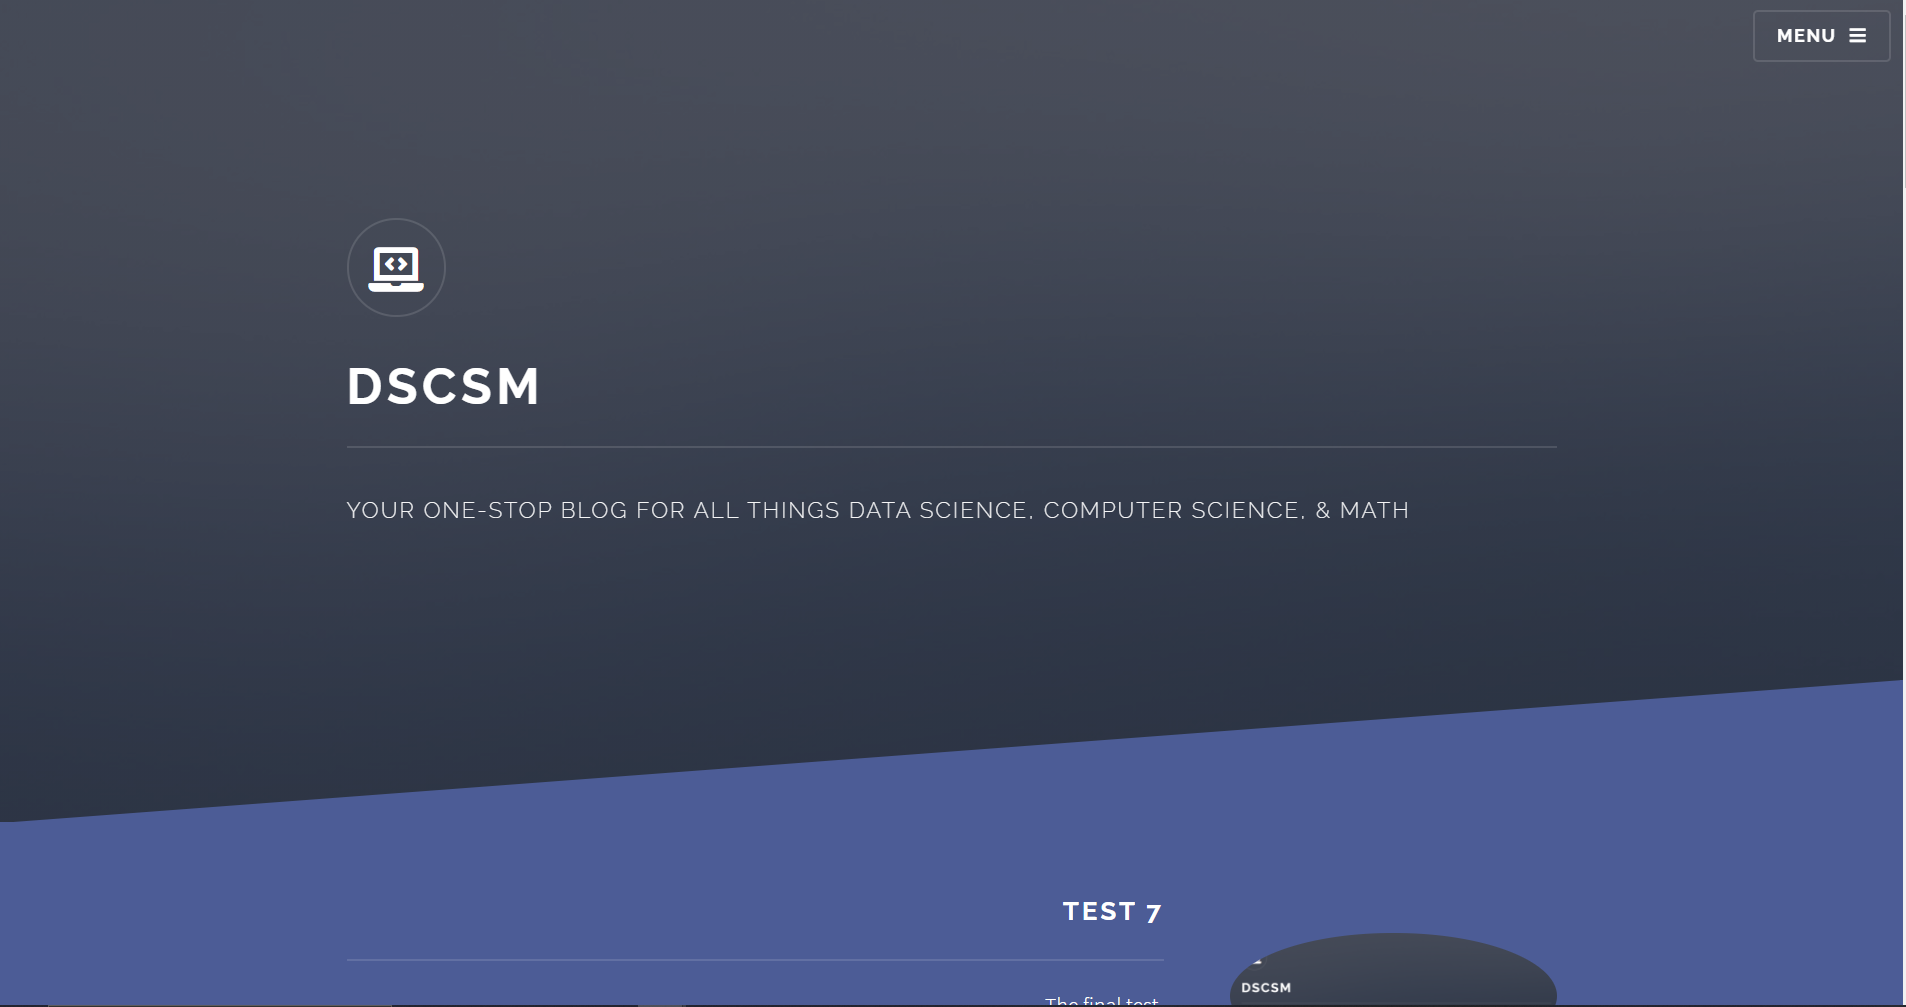 MENU
DSCSM
YOUR ONE-STOP BLOG FOR ALL THINGS DATA SCIENCE, COMPUTER SCIENCE, & MATH
TEST 7
The final test.
DSCSM